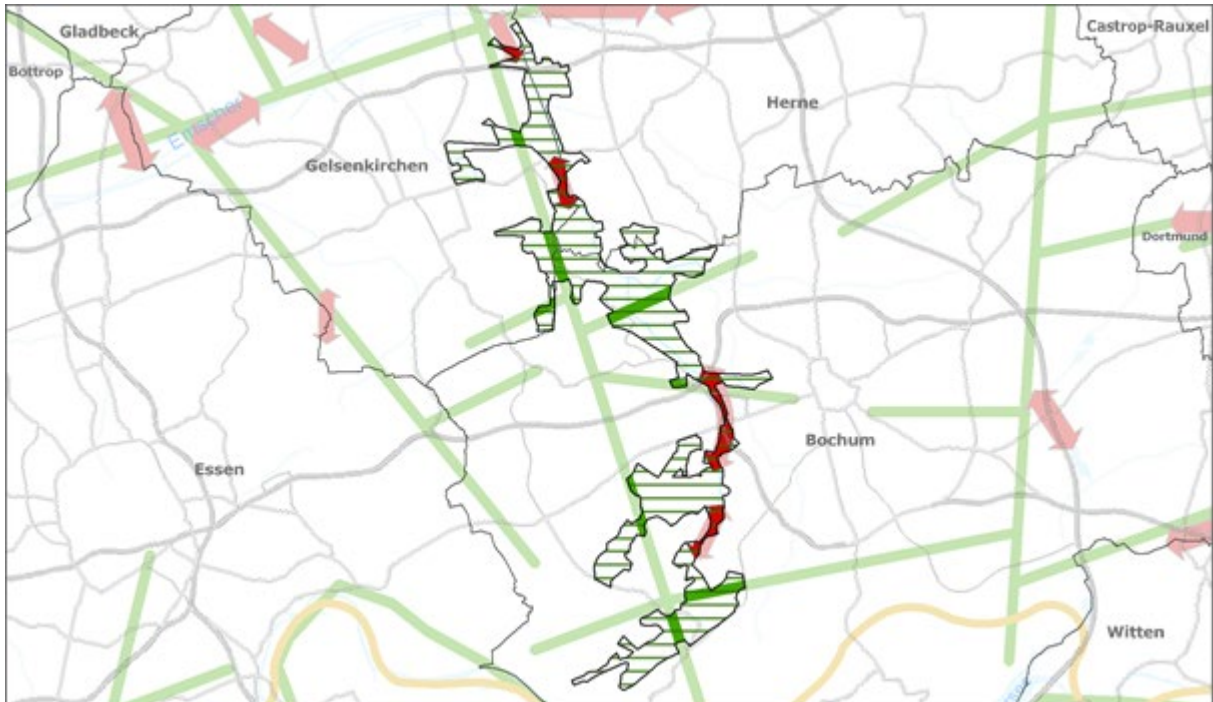 Gladbeck
Castrop-Rauxel
Bottrop
Herne
Emscher
Gelsenkirchen
Dortmund
Bochum
Essen
Witten